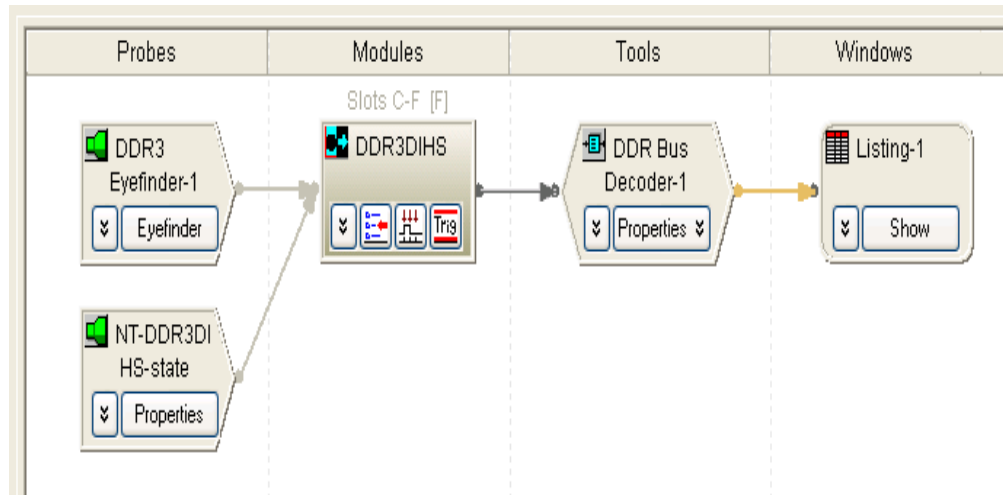 Probes
Modules
Tools
Windows
Slots C-F [F]
DDR3
Eyefinder-1
Eyefinder
DDR3DIHS
Trig
DDR Bus
Decoder-1
Properties
Listing-1
Show
NT-DDR3DI
HS-state
Properties